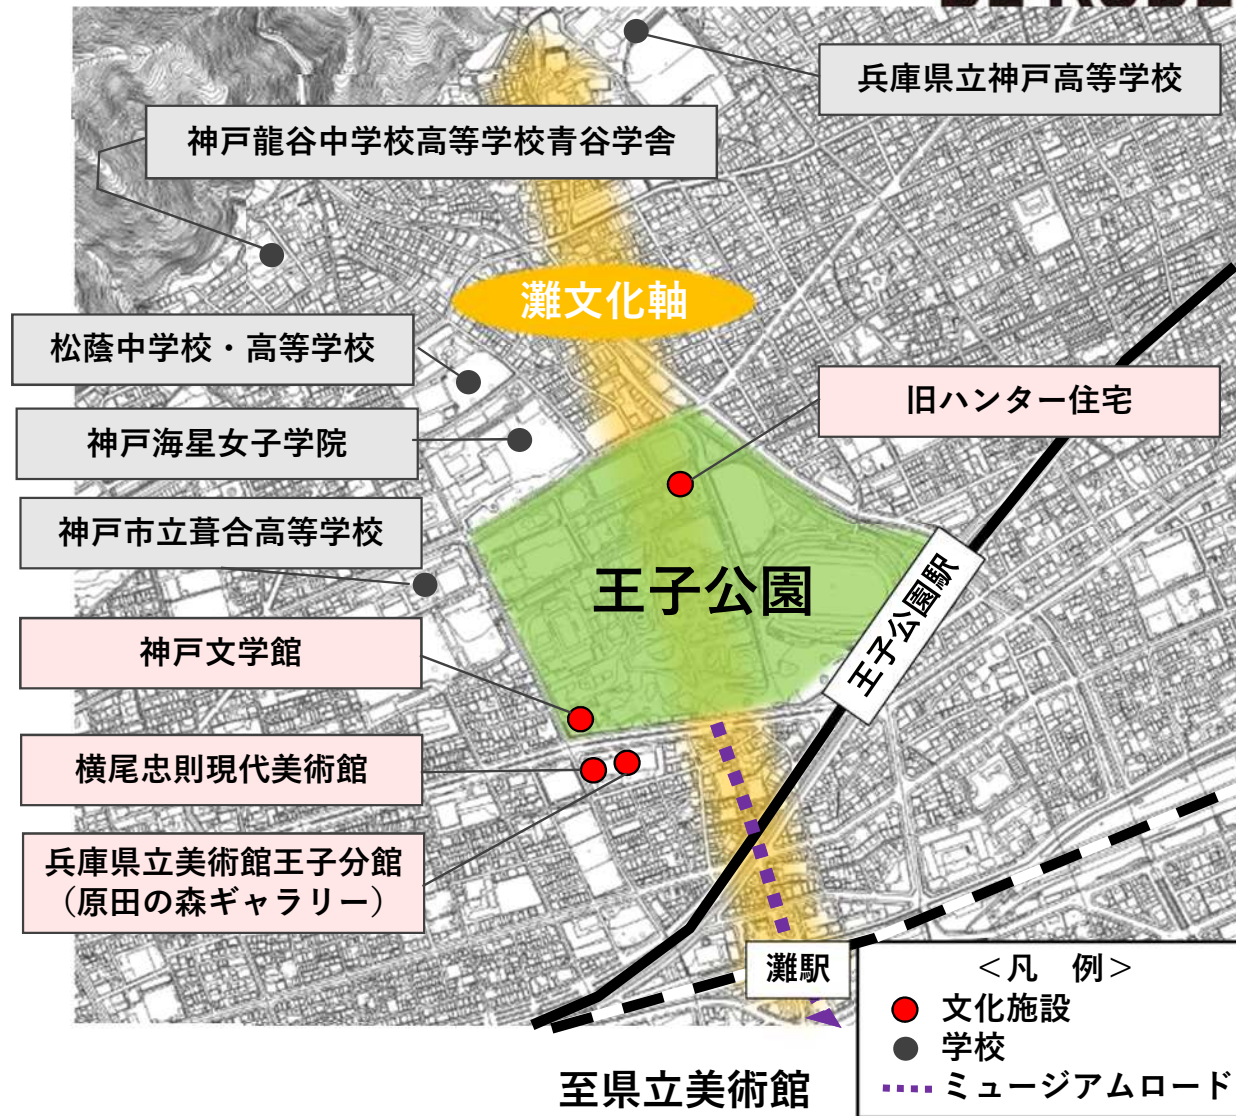 兵庫県立神戸高等学校
神戸龍谷中学校高等学校青谷学舎
灘文化軸
松蔭中学校・高等学校
旧ハンター住宅
神戸海星女子学院
神戸市立葺合高等学校
王子公園
王子公園駅
神戸文学館
横尾忠則現代美術館
兵庫県立美術館王子分館
（原田の森ギャラリー）
灘駅
＜凡　例＞
文化施設
学校
ミュージアムロード
至県立美術館